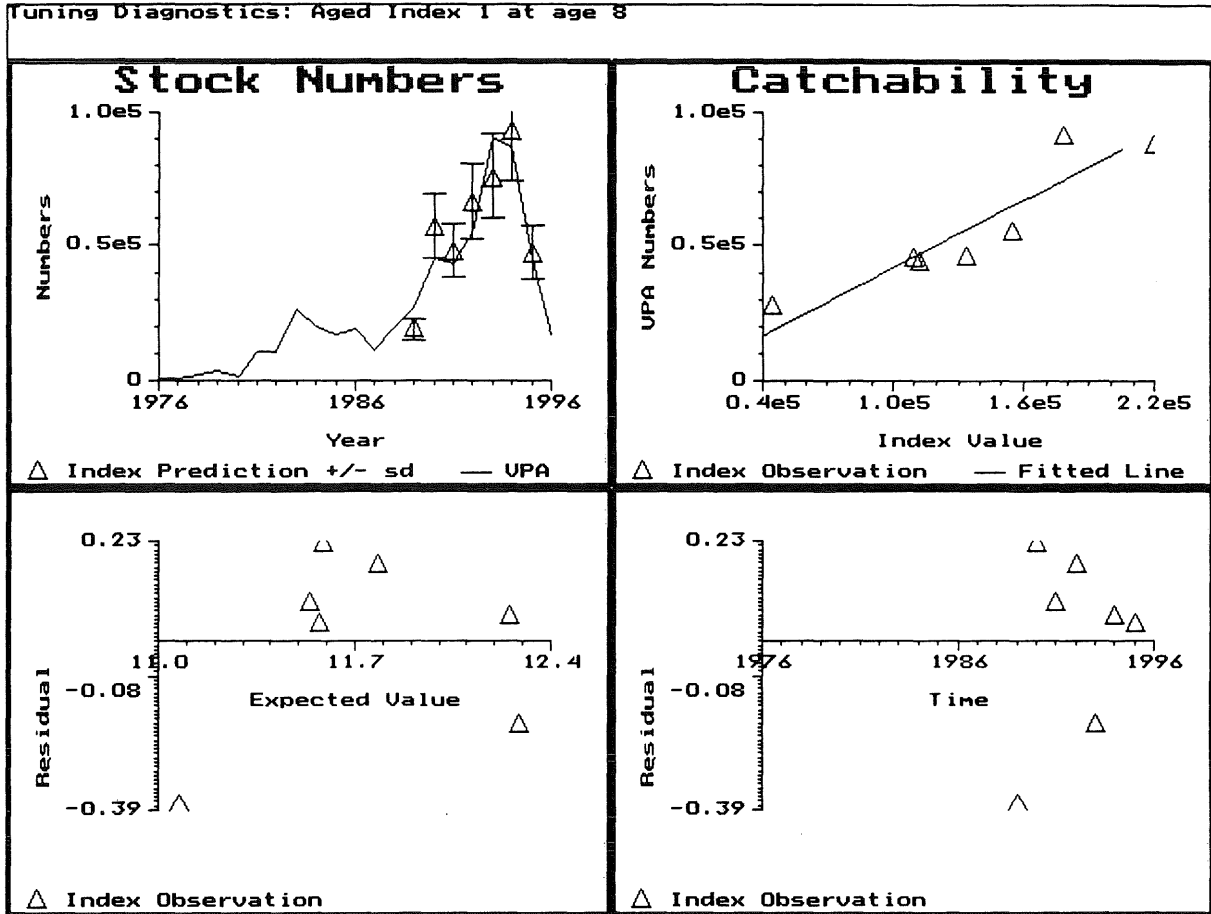 Tuning Diagnostics: Aged Index 1 at age 8
Stock Numbers
1.0e5
0.5e5
0
Numbers
1976
1986
1996
Year
△ Index Prediction +/- sd — VPA
Catchability
1.0e5
0.5e5
0
VPA Numbers
0.4e5
1.0e5
1.6e5
2.2e5
Index Value
△ Index Observation — Fitted Line
0.23
-0.08
-0.39
Residual
11.0
11.7
12.4
Expected Value
△ Index Observation
0.23
-0.08
-0.39
Residual
1976
1986
1996
Time
△ Index Observation